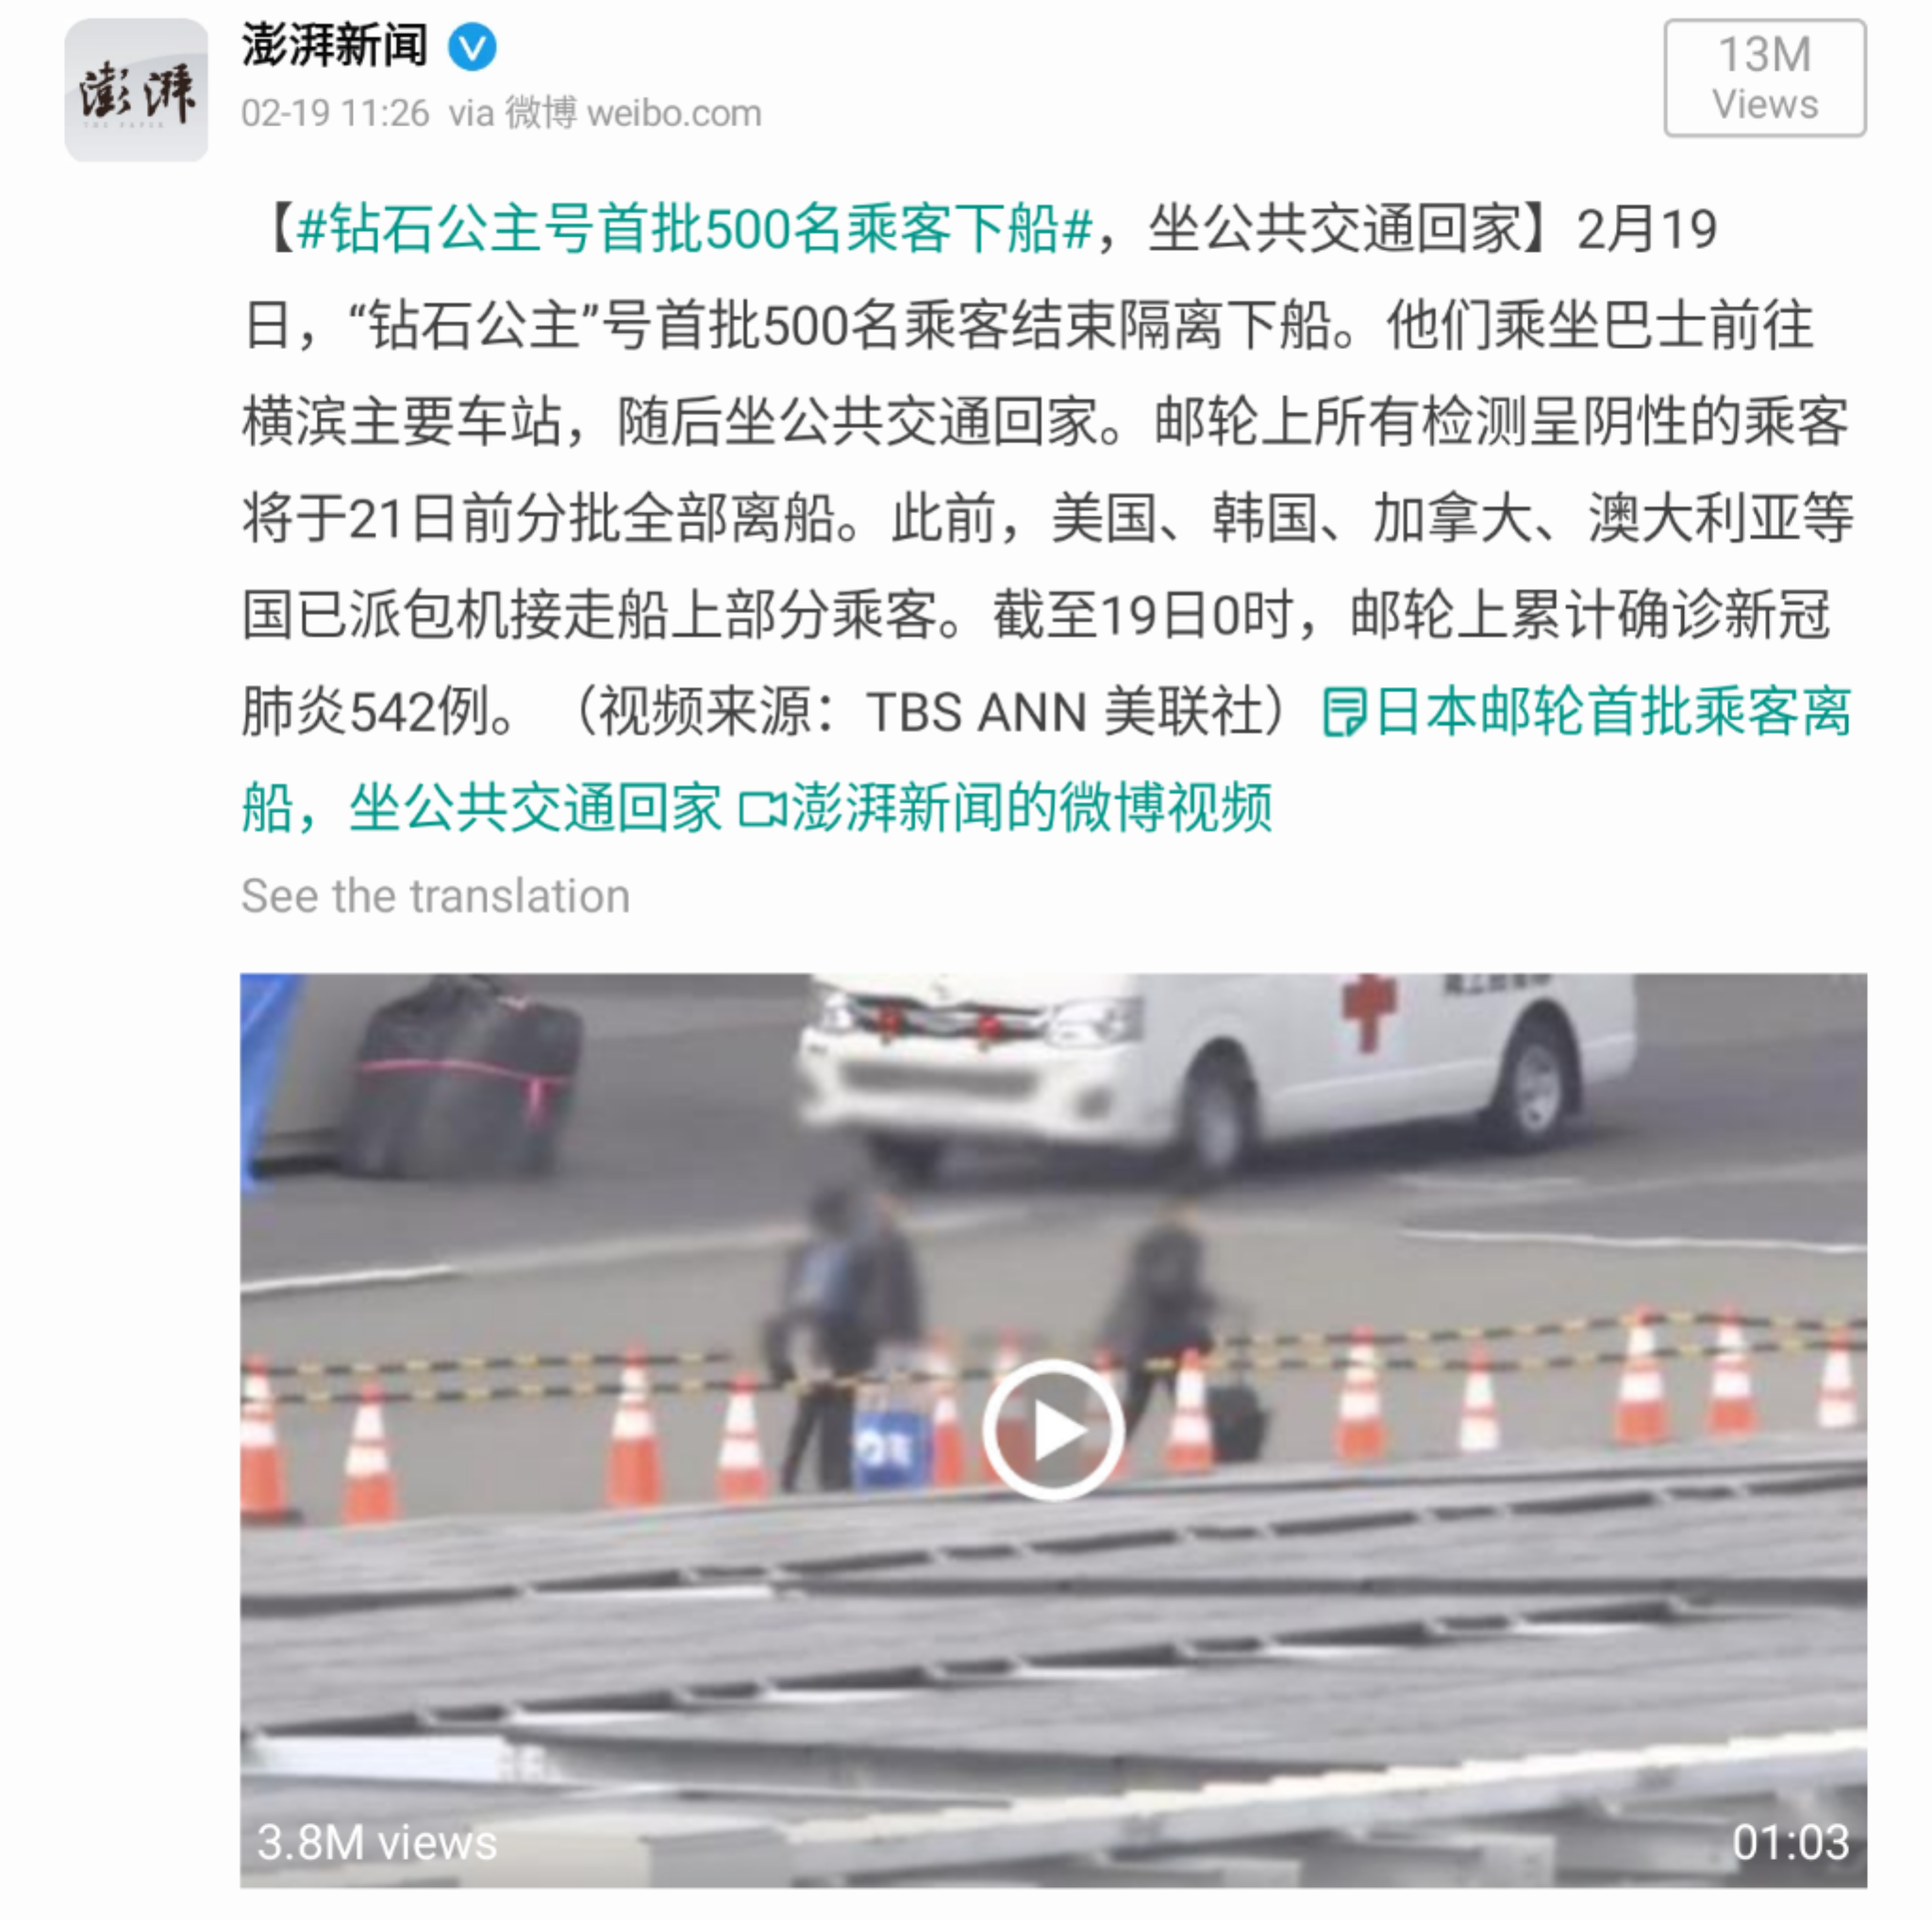 澎湃
THE PAPER
澎湃新闻
02-19 11:26 via 微博 weibo.com
13M
Views
【#钻石公主号首批500名乘客下船#，坐公共交通回家】2月19
日，“钻石公主”号首批500名乘客结束隔离下船。他们乘坐巴士前往
横滨主要车站，随后坐公共交通回家。邮轮上所有检测呈阴性的乘客
将于21日前分批全部离船。此前，美国、韩国、加拿大、澳大利亚等
国已派包机接走船上部分乘客。截至19日0时，邮轮上累计确诊新冠
肺炎542例。（视频来源：TBS ANN 美联社）日本邮轮首批乘客离
船，坐公共交通回家 澎湃新闻的微博视频
See the translation
3.8M views
01:03